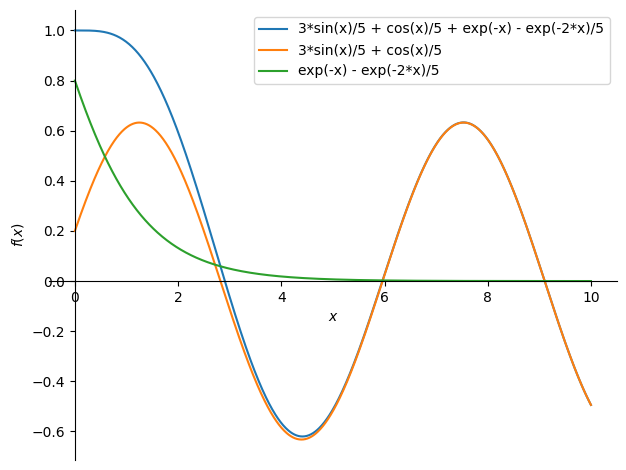 3*sin(x)/5 + cos(x)/5 + exp(-x) - exp(-2*x)/5
3*sin(x)/5 + cos(x)/5
exp(-x) - exp(-2*x)/5
1.0
0.8
0.6
0.4
0.2
0.0
−0.2
−0.4
−0.6
f(x)
0 2 4 6 8 10
x